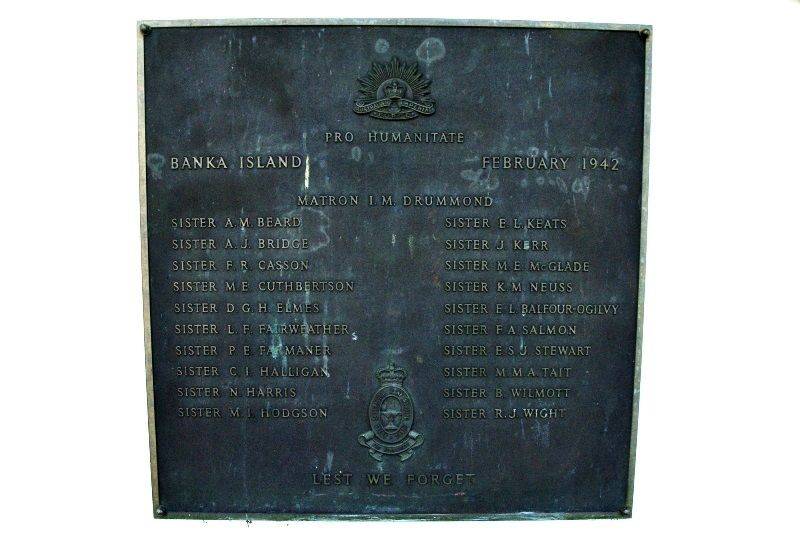 PRO HUMANITATE
BANKA ISLAND FEBRUARY 1942
MATRON I.M. DRUMMOND
SISTER A.M. BEARD
SISTER A.J. BRIDGE
SISTER F.R. CASSON
SISTER M.E. CUTHBERTSON
SISTER D.G.H. ELMES
SISTER L.F. FAIRWEATHER
SISTER P.E. FARMANER
SISTER C.I. HALLIGAN
SISTER N. HARRIS
SISTER M.I. HODGSON
SISTER E.L. KEATS
SISTER J. KERR
SISTER M.E. McGLADE
SISTER K.M. NEUSS
SISTER E.L. BALFOUR-OGILVY
SISTER F.A. SALMON
SISTER E.S.J. STEWART
SISTER M.M.A. TAIT
SISTER B. WILMOTT
SISTER R.J. WIGHT
LEST WE FORGET